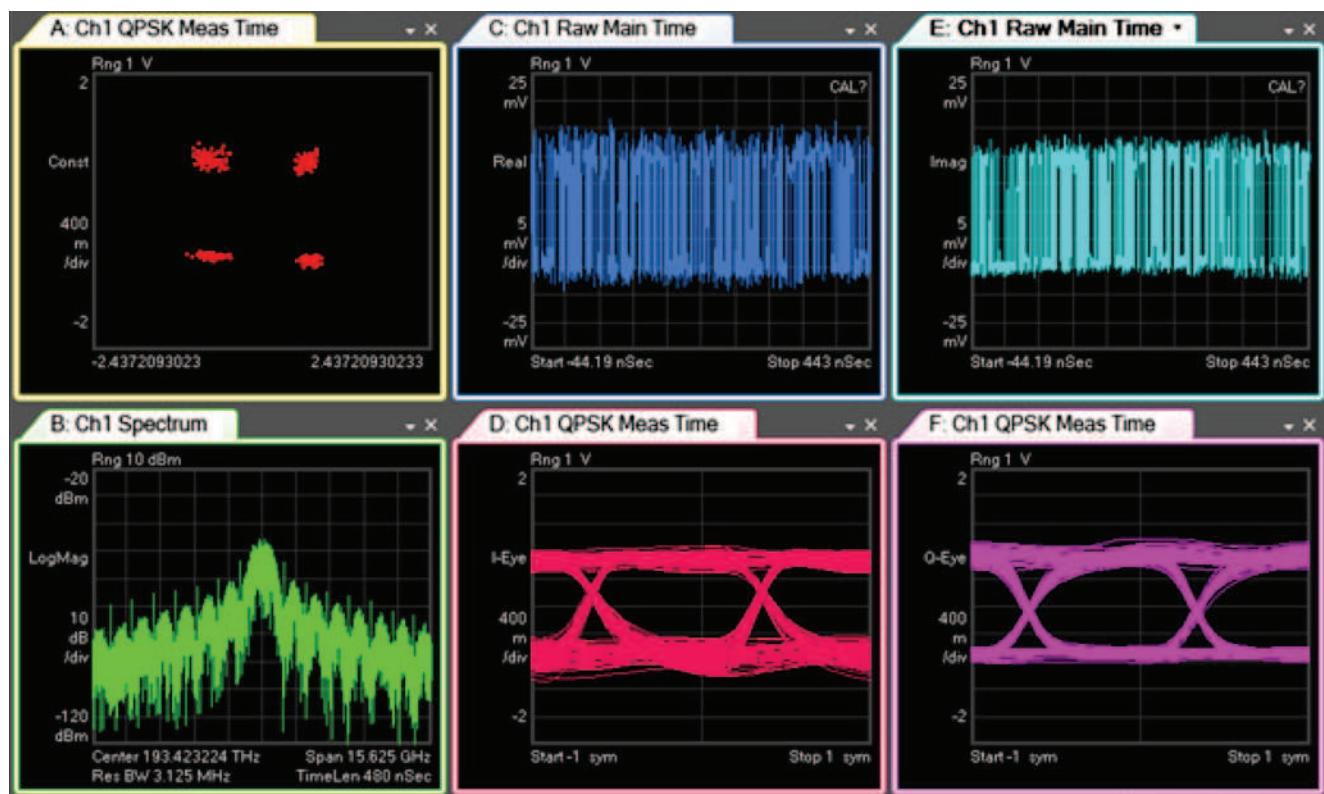 A: Ch1 QPSK Meas Time
Rng 1 V
2
Const
400
m
/div
-2
-2.43720930233
2.43720930233
C: Ch1 Raw Main Time
Rng 1 V
25
mV
CAL?
Real
5
mV
/div
-25
mV
Start -44.19 nSec
Stop 443 nSec
E: Ch1 Raw Main Time
Rng 1 V
25
mV
CAL?
Imag
5
mV
/div
-25
mV
Start -44.19 nSec
Stop 443 nSec
B: Ch1 Spectrum
Rng 10 dBm
-20
dBm
LogMag
10
dB
/div
-120
dBm
Center 193.423224 THz
Span 15.625 GHz
Res BW 3.125 MHz
TimeLen 480 nSec
D: Ch1 QPSK Meas Time
Rng 1 V
2
I-Eye
400
m
/div
-2
Start -1 sym
Stop 1 sym
F: Ch1 QPSK Meas Time
Rng 1 V
2
Q-Eye
400
m
/div
-2
Start -1 sym
Stop 1 sym